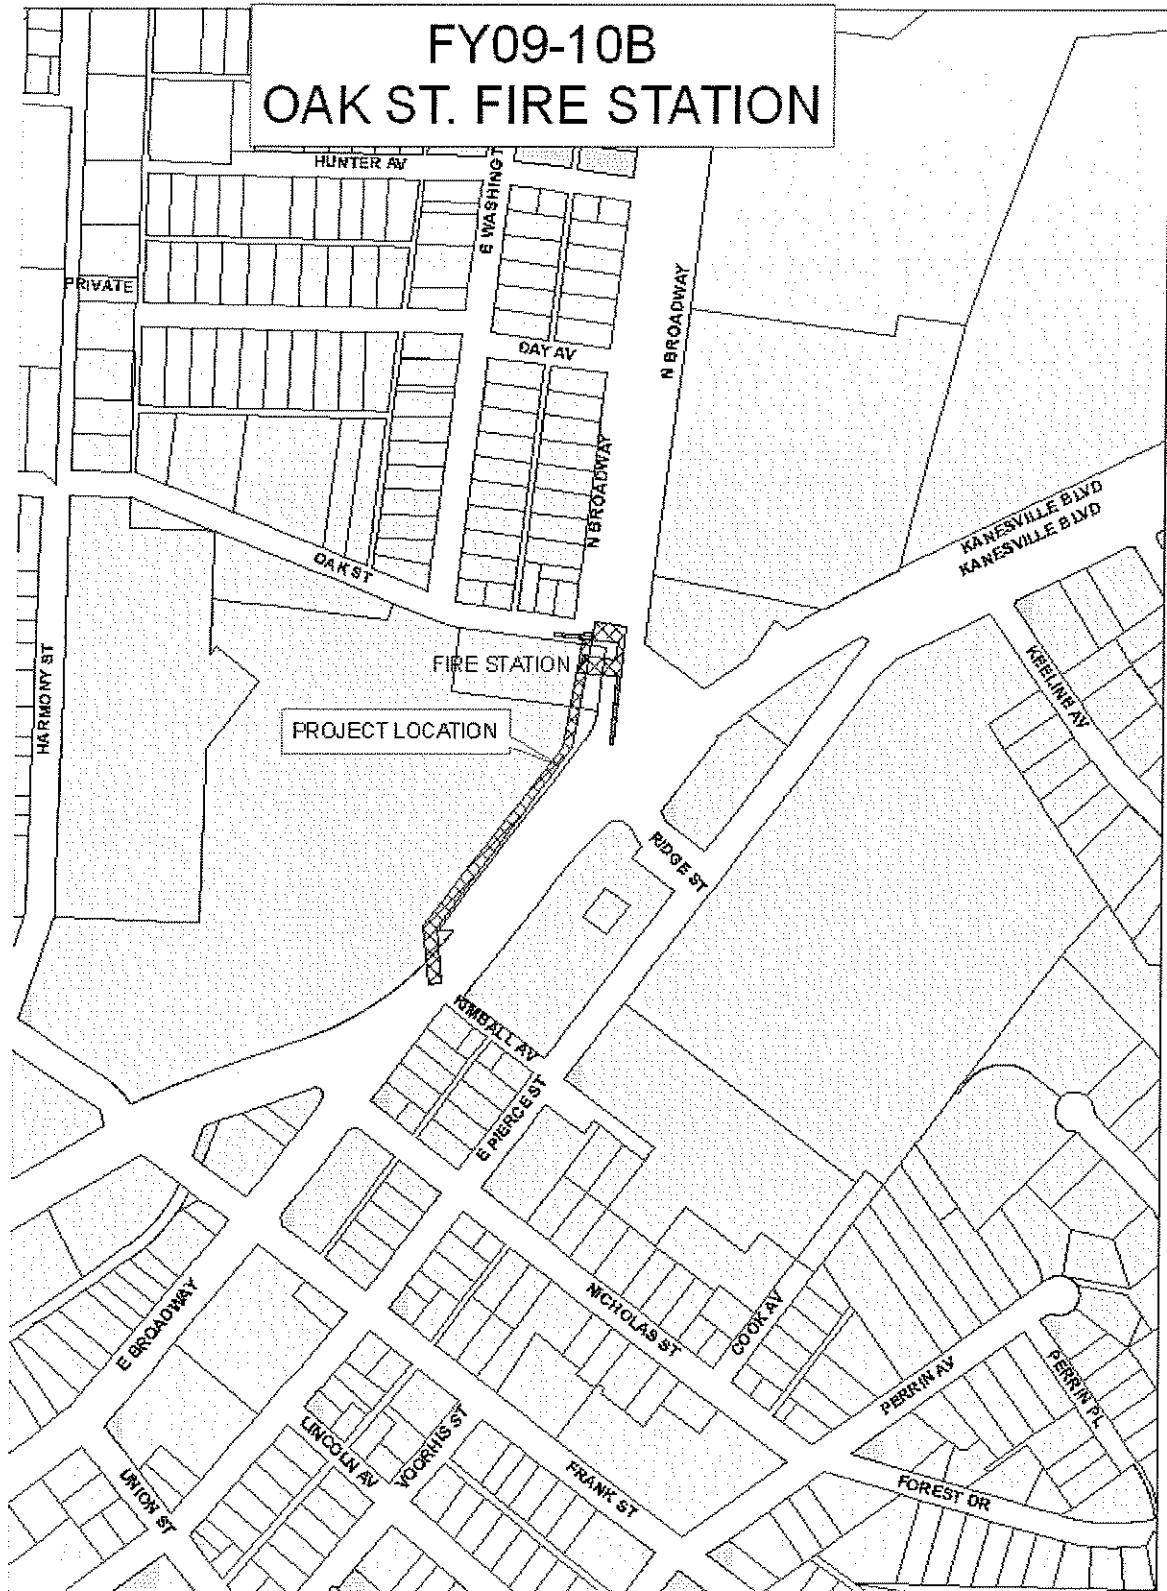 FY09-10B
OAK ST. FIRE STATION
HUNTER AV
E WASHINGT
PRIVATE
DAY AV
N BROADWAY
N BROADWAY
KANESVILLE BLVD
KANESVILLE BLVD
OAK ST
HARMONY ST
FIRE STATION
KEELINE AV
PROJECT LOCATION
RIDGE ST
KIMBALL AV
E PIERCE ST
E BROADWAY
NICHOLAS ST
COOK AV
PERRIN AV
PERRIN PL
LINCOLN AV
VOORHIS ST
UNION ST
FRANK ST
FOREST DR